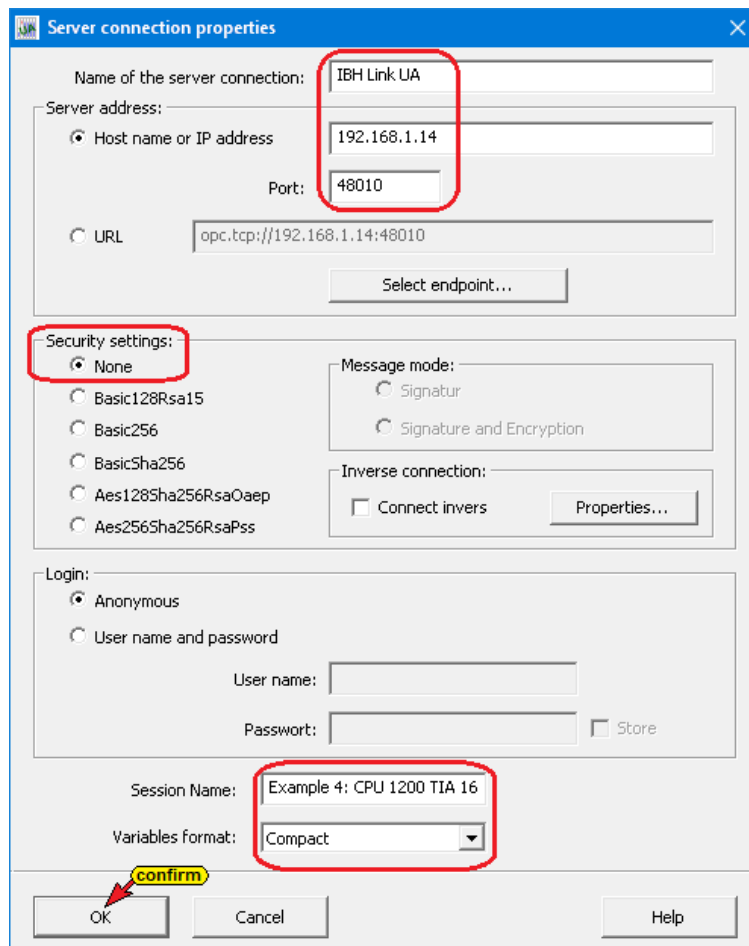 Server connection properties
Name of the server connection: IBH Link UA
Server address:
Host name or IP address 192.168.1.14
Port: 48010
URL opc.tcp://192.168.1.14:48010
Select endpoint...
Security settings:
None
Basic128Rsa15
Basic256
BasicSha256
Aes128Sha256RsaOaep
Aes256Sha256RsaPss
Message mode:
Signatur
Signature and Encryption
Inverse connection:
Connect invers Properties...
Login:
Anonymous
User name and password
User name:
Passwort: Store
Session Name: Example 4: CPU 1200 TIA 16
Variables format: Compact
confirm
OK Cancel Help